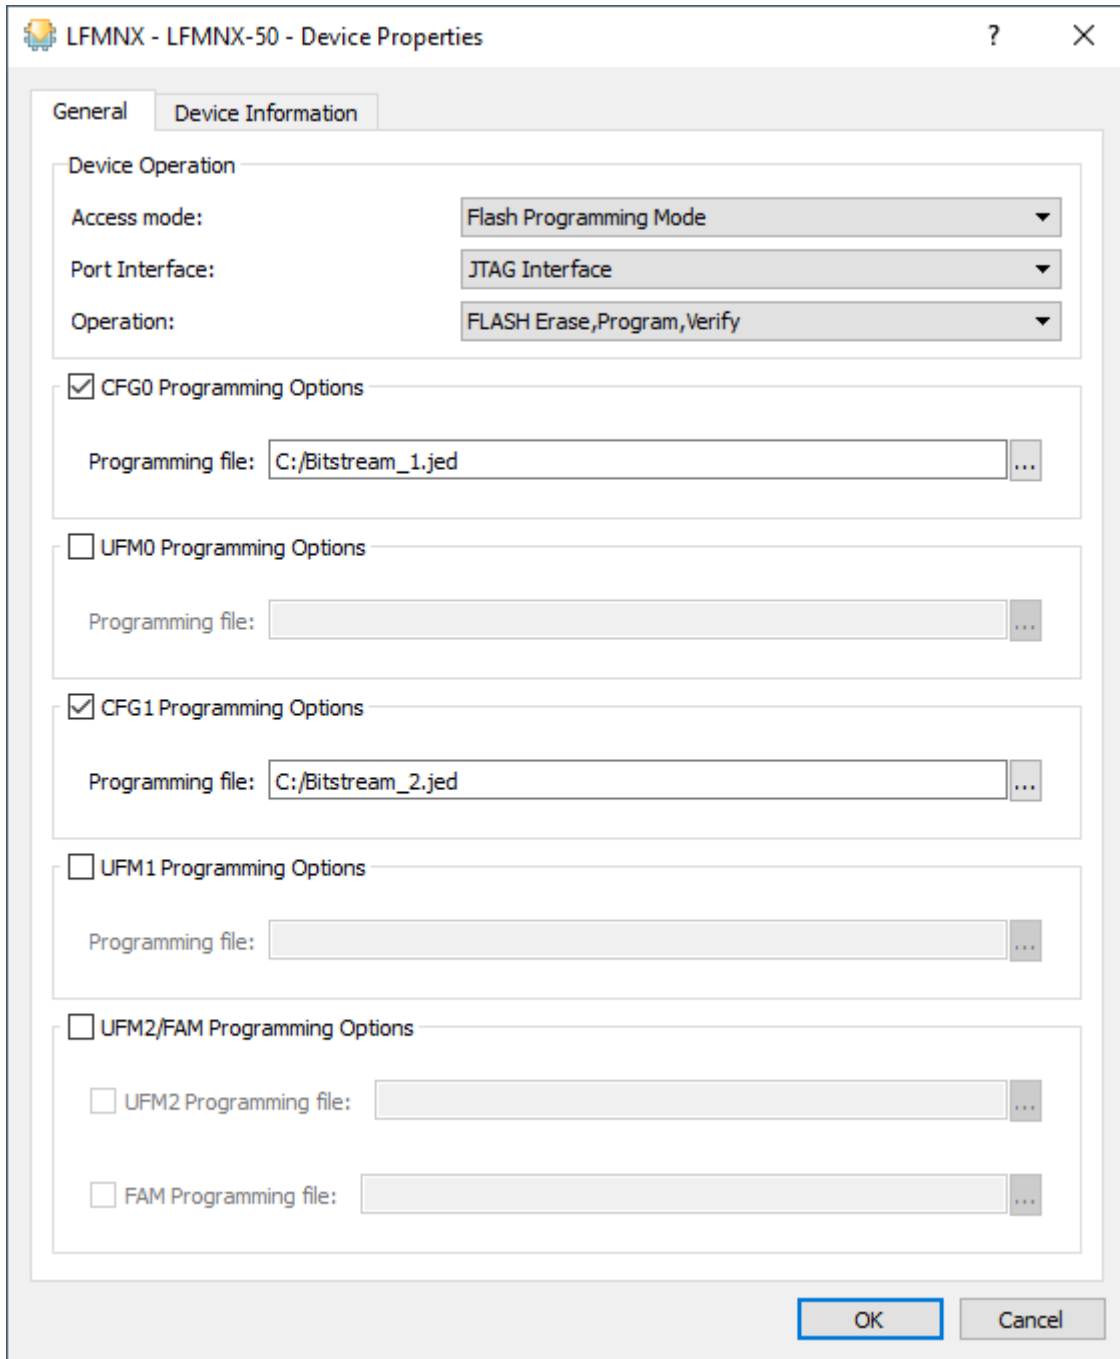 LFMNX - LFMNX-50 - Device Properties ?
General Device Information
Device Operation
Access mode: Flash Programming Mode
Port Interface: JTAG Interface
Operation: FLASH Erase,Program,Verify
CFG0 Programming Options
Programming file: C:/Bitstream_1.jed ...
UFM0 Programming Options
Programming file: ...
CFG1 Programming Options
Programming file: C:/Bitstream_2.jed ...
UFM1 Programming Options
Programming file: ...
UFM2/FAM Programming Options
UFM2 Programming file: ...
FAM Programming file: ...
OK Cancel